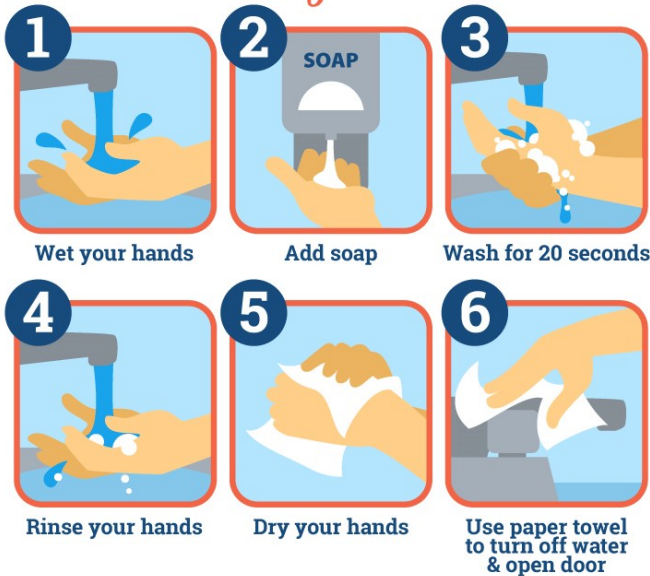 1
2
SOAP
3
Wet your hands
Add soap
Wash for 20 seconds
4
5
6
Rinse your hands
Dry your hands
Use paper towel
to turn off water
& open door